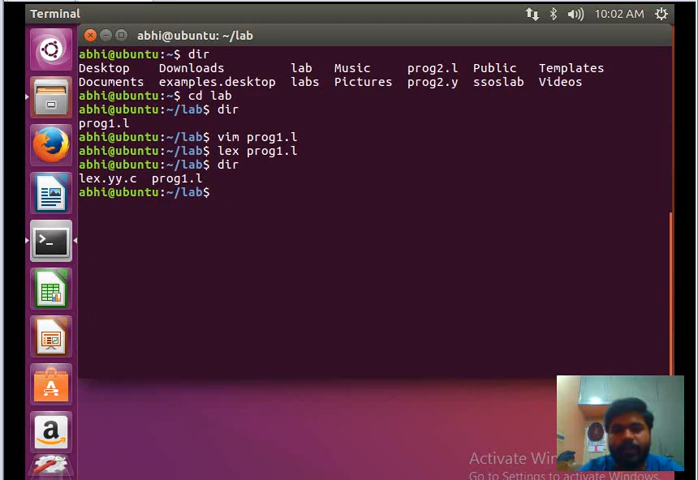 Terminal
10:02 AM
abhi@ubuntu: ~/lab
abhi@ubuntu:~$ dir
Desktop Downloads lab Music prog2.l Public Templates
Documents examples.desktop labs Pictures prog2.y ssoslab Videos
abhi@ubuntu:~$ cd lab
abhi@ubuntu:~/lab$ dir
prog1.l
abhi@ubuntu:~/lab$ vim prog1.l
abhi@ubuntu:~/lab$ lex prog1.l
abhi@ubuntu:~/lab$ dir
lex.yy.c prog1.l
abhi@ubuntu:~/lab$
Activate Win
Go to Settings to activate Windows.